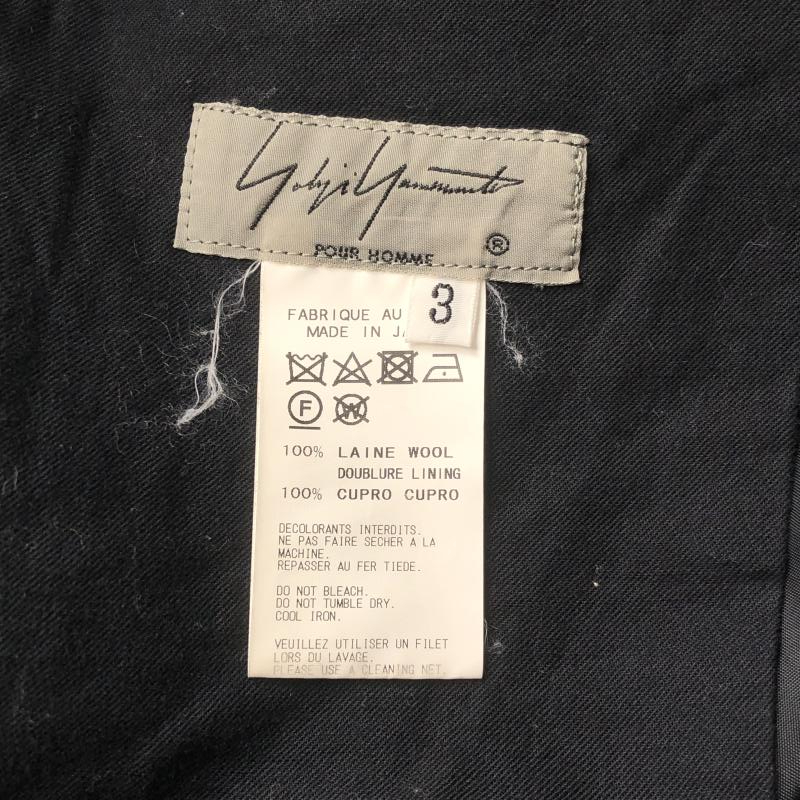 Yohji Yamamoto
POUR HOMME ®
3
FABRIQUE AU
MADE IN
F
W
100% LAINE WOOL
DOUBLURE LINING
100% CUPRO CUPRO
DECOLORANTS INTERDITS.
NE PAS FAIRE SECHER A LA
MACHINE.
REPASSER AU FER TIEDE.
DO NOT BLEACH.
DO NOT TUMBLE DRY.
COOL IRON.
VEUILLEZ UTILISER UN FILET
LORS DU LAVAGE.
PLEASE USE A CLEANING NET.